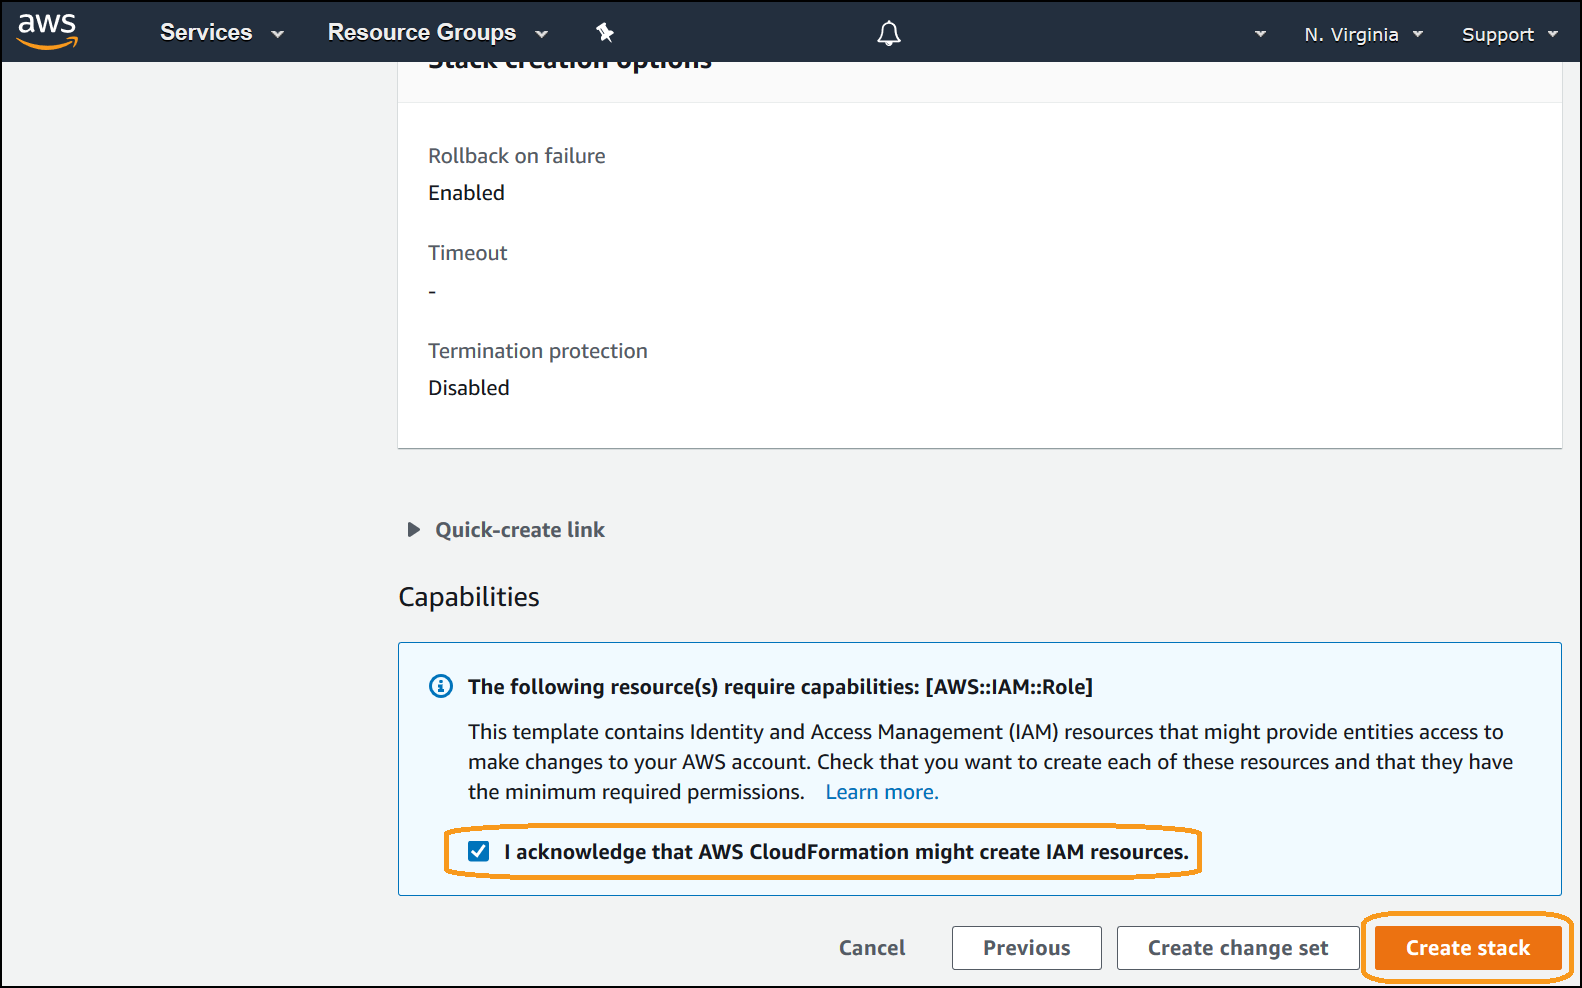 aws
Services
Resource Groups
N. Virginia
Support
Stack creation options
Rollback on failure
Enabled
Timeout
-
Termination protection
Disabled
Quick-create link
Capabilities
The following resource(s) require capabilities: [AWS::IAM::Role]
This template contains Identity and Access Management (IAM) resources that might provide entities access to
make changes to your AWS account. Check that you want to create each of these resources and that they have
the minimum required permissions. Learn more.
I acknowledge that AWS CloudFormation might create IAM resources.
Cancel
Previous
Create change set
Create stack